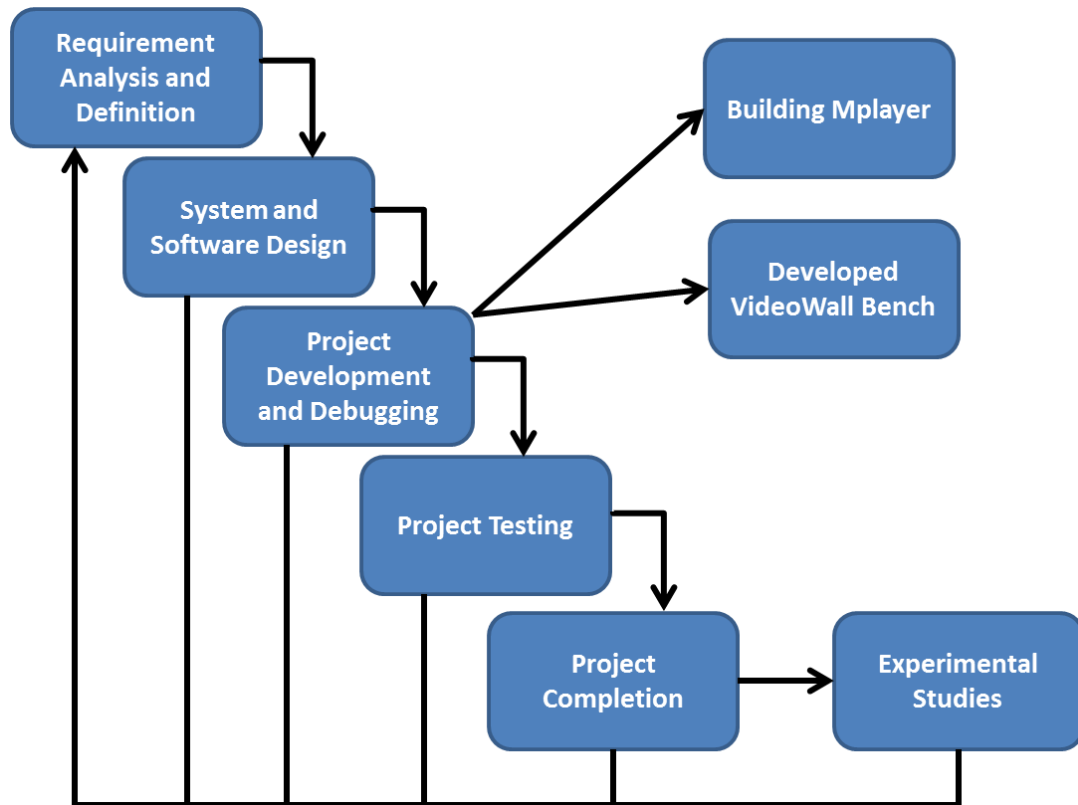 Requirement
Analysis and
Definition
Building Mplayer
System and
Software Design
Developed
VideoWall Bench
Project
Development
and Debugging
Project Testing
Project
Completion
Experimental
Studies